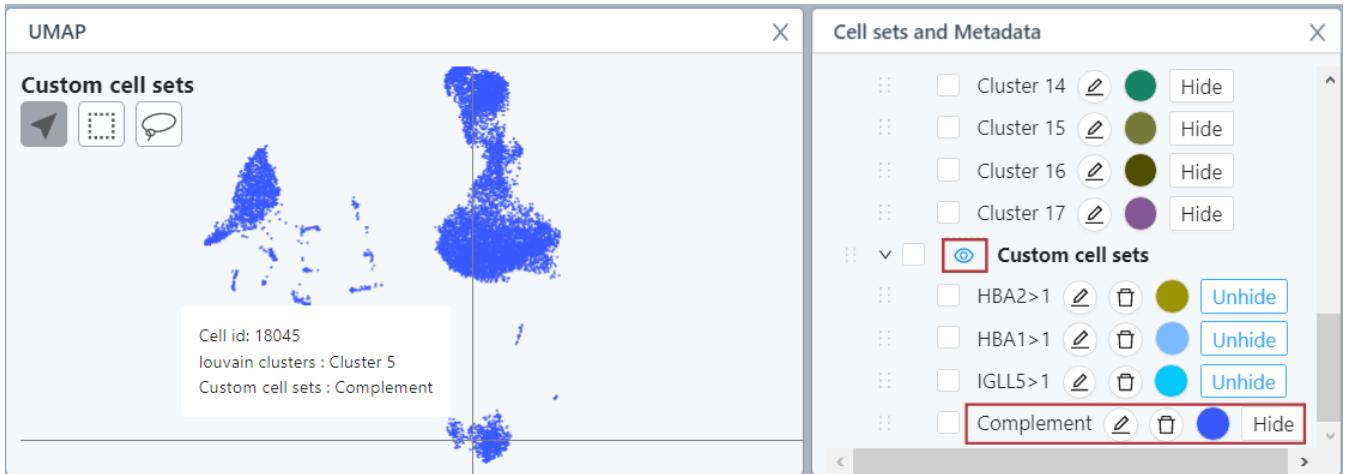 UMAP
Custom cell sets
Cell id: 18045
louvain clusters : Cluster 5
Custom cell sets : Complement
Cell sets and Metadata
Cluster 14 Hide
Cluster 15 Hide
Cluster 16 Hide
Cluster 17 Hide
Custom cell sets
HBA2>1 Unhide
HBA1>1 Unhide
IGLL5>1 Unhide
Complement Hide